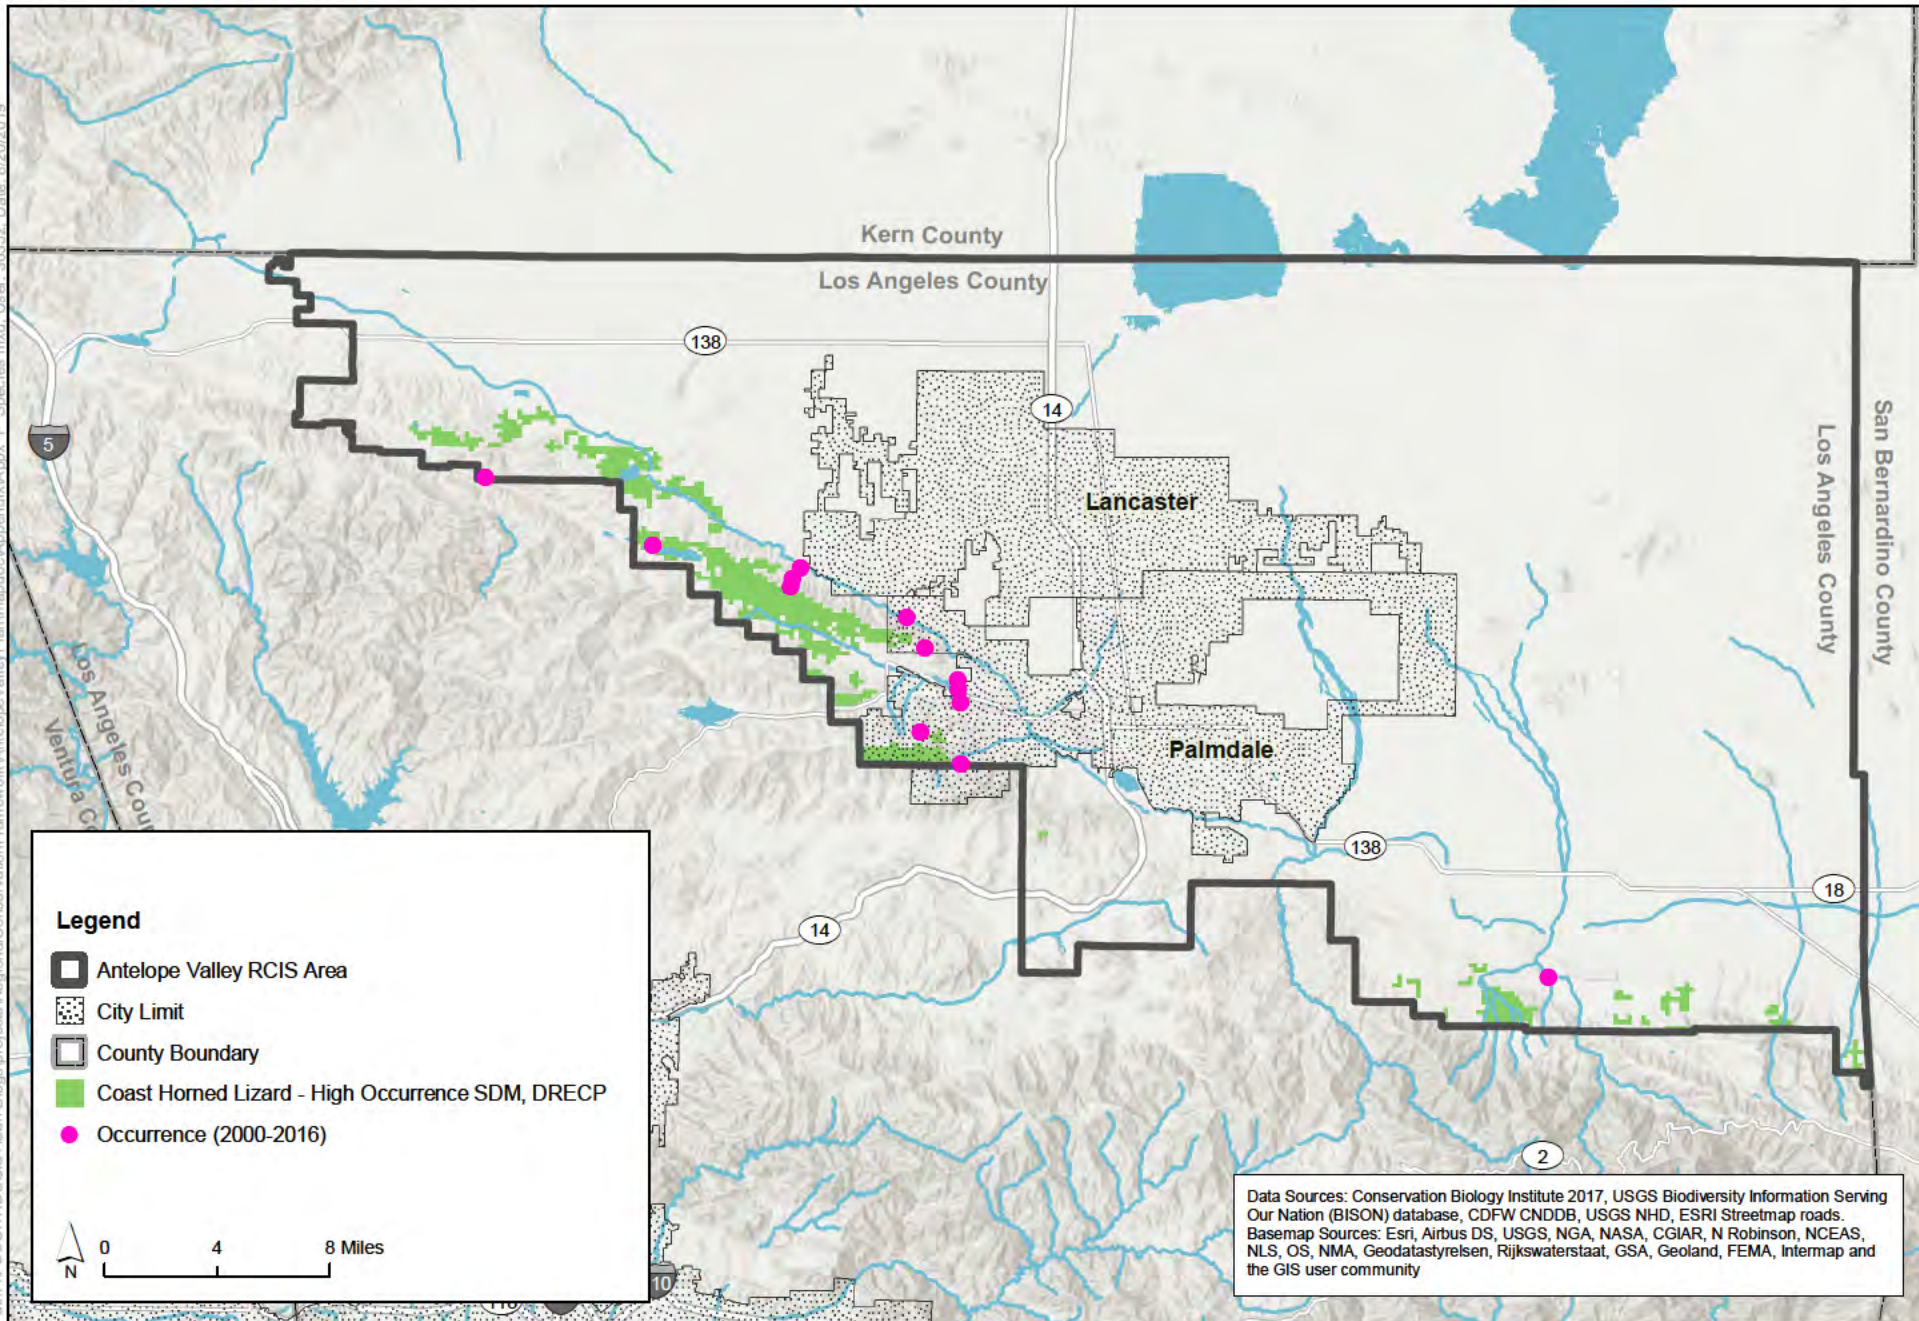 Kern County
Los Angeles County
138
14
5
Lancaster
Los Angeles County
San Bernardino County
Los Angeles Coun
Ventura Co
Palmdale
138
18
14
2
10
Legend
Antelope Valley RCIS Area
City Limit
County Boundary
Coast Horned Lizard - High Occurrence SDM, DRECP
Occurrence (2000-2016)
N
0 4 8 Miles
Data Sources: Conservation Biology Institute 2017, USGS Biodiversity Information Serving
Our Nation (BISON) database, CDFW CNDDB, USGS NHD, ESRI Streetmap roads.
Basemap Sources: Esri, Airbus DS, USGS, NGA, NASA, CGIAR, N Robinson, NCEAS,
NLS, OS, NMA, Geodatastyrelsen, Rijkswaterstaat, GSA, Geoland, FEMA, Intermap and
the GIS user community